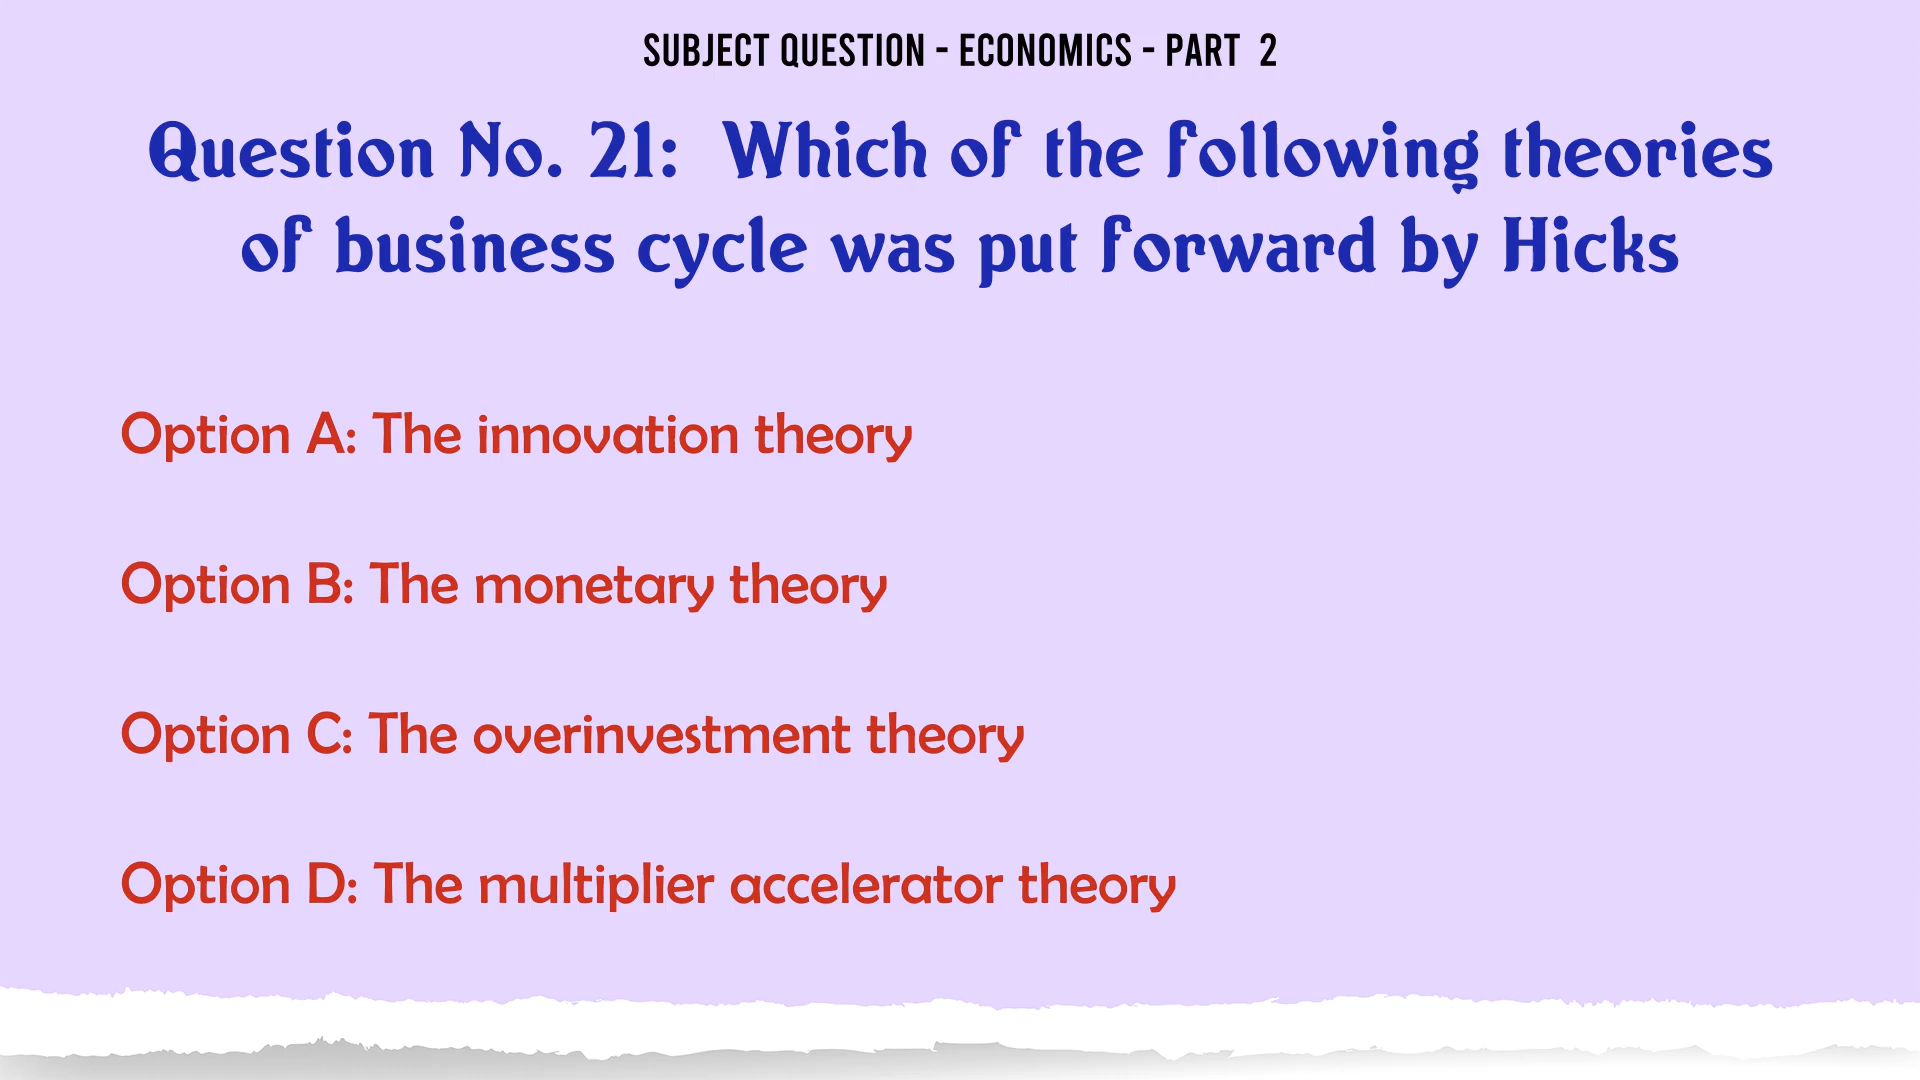 SUBJECT QUESTION - ECONOMICS - PART 2
Question No. 21: Which of the following theories
of business cycle was put forward by Hicks
Option A: The innovation theory
Option B: The monetary theory
Option C: The overinvestment theory
Option D: The multiplier accelerator theory